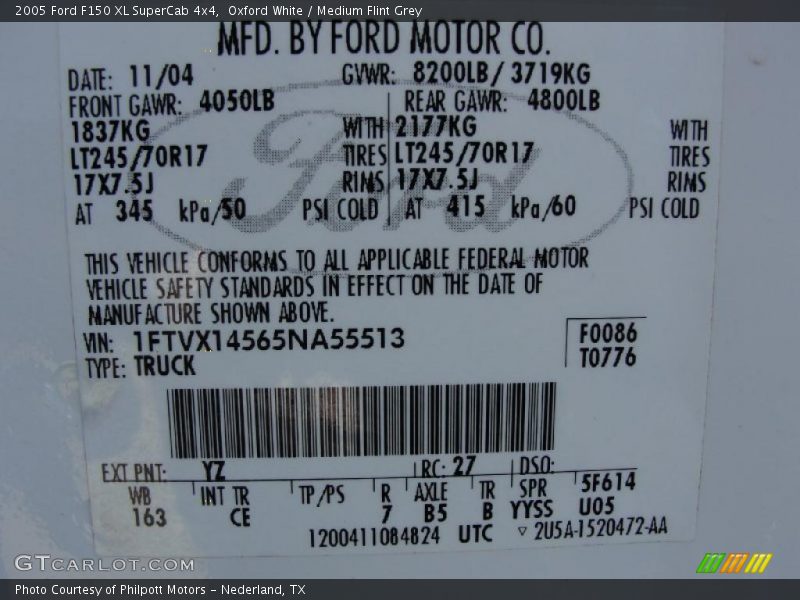 2005 Ford F150 XL SuperCab 4x4, Oxford White / Medium Flint Grey
MFD. BY FORD MOTOR CO.
DATE: 11/04 GVWR: 8200LB/ 3719KG
FRONT GAWR: 4050LB REAR GAWR: 4800LB
1837KG WITH 2177KG WITH
LT245/70R17 TIRES LT245/70R17 TIRES
17X7.5J RIMS 17X7.5J RIMS
AT 345 kPa/50 PSI COLD AT 415 kPa/60 PSI COLD
Ford
THIS VEHICLE CONFORMS TO ALL APPLICABLE FEDERAL MOTOR
VEHICLE SAFETY STANDARDS IN EFFECT ON THE DATE OF
MANUFACTURE SHOWN ABOVE.
VIN: 1FTVX14565NA55513 F0086
TYPE: TRUCK T0776
EXT PNT: YZ RC: 27 DSO:
WB INT TR TP/PS R AXLE TR SPR 5F614
163 CE 7 B5 B YYSS U05
1200411084824 UTC ▽ 2U5A-1520472-AA
GTCARLOT.COM
Photo Courtesy of Philpott Motors - Nederland, TX